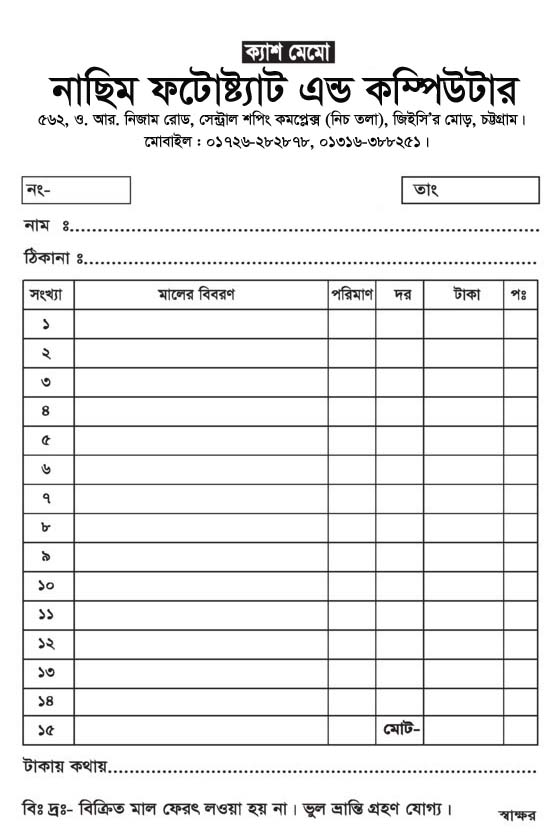 ক্যাশ মেমো
নাছিম ফটোষ্ট্যাট এন্ড কম্পিউটার
৫৬২, ও. আর. নিজাম রোড, সেন্ট্রাল শপিং কমপ্লেক্স (নিচ তলা), জিইসি'র মোড়, চট্টগ্রাম।
মোবাইল : ০১৭২৬-২৮২৮৭৮, ০১৩১৬-৩৮৮২৫১।
নং- তাং
নাম ঃ......................................................................................
ঠিকানা ঃ...................................................................................
সংখ্যা মালের বিবরণ পরিমাণ দর টাকা পঃ
১
২
৩
৪
৫
৬
৭
৮
৯
১০
১১
১২
১৩
১৪
১৫ মোট-
টাকায় কথায়...............................................................................
বিঃ দ্রঃ- বিক্রিত মাল ফেরৎ লওয়া হয় না। ভুল ভ্রান্তি গ্রহণ যোগ্য। স্বাক্ষর